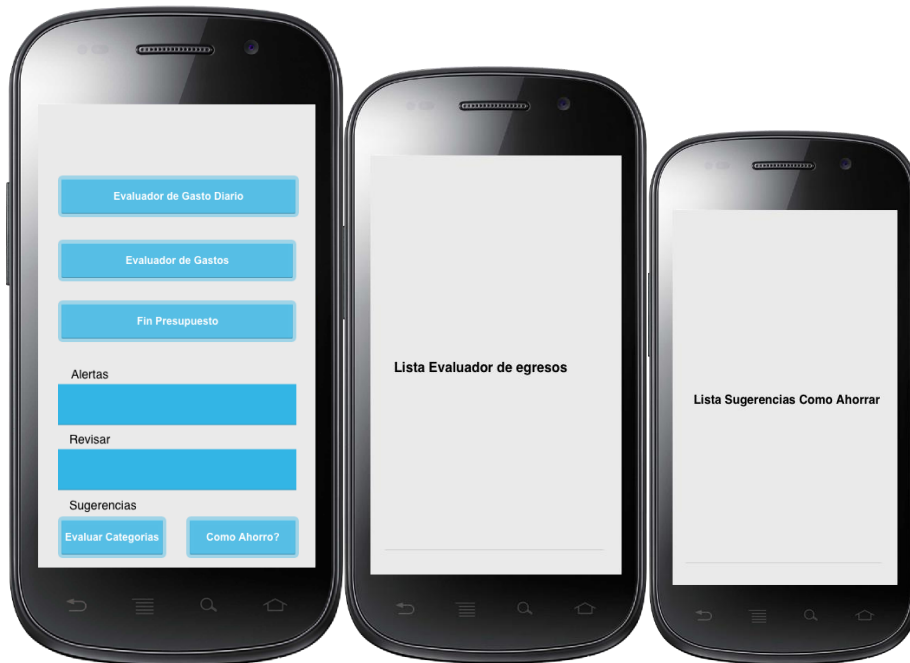 Evaluador de Gasto Diario
Evaluador de Gastos
Fin Presupuesto
Alertas
Revisar
Sugerencias
Evaluar Categorias
Como Ahorro?
Lista Evaluador de egresos
Lista Sugerencias Como Ahorrar